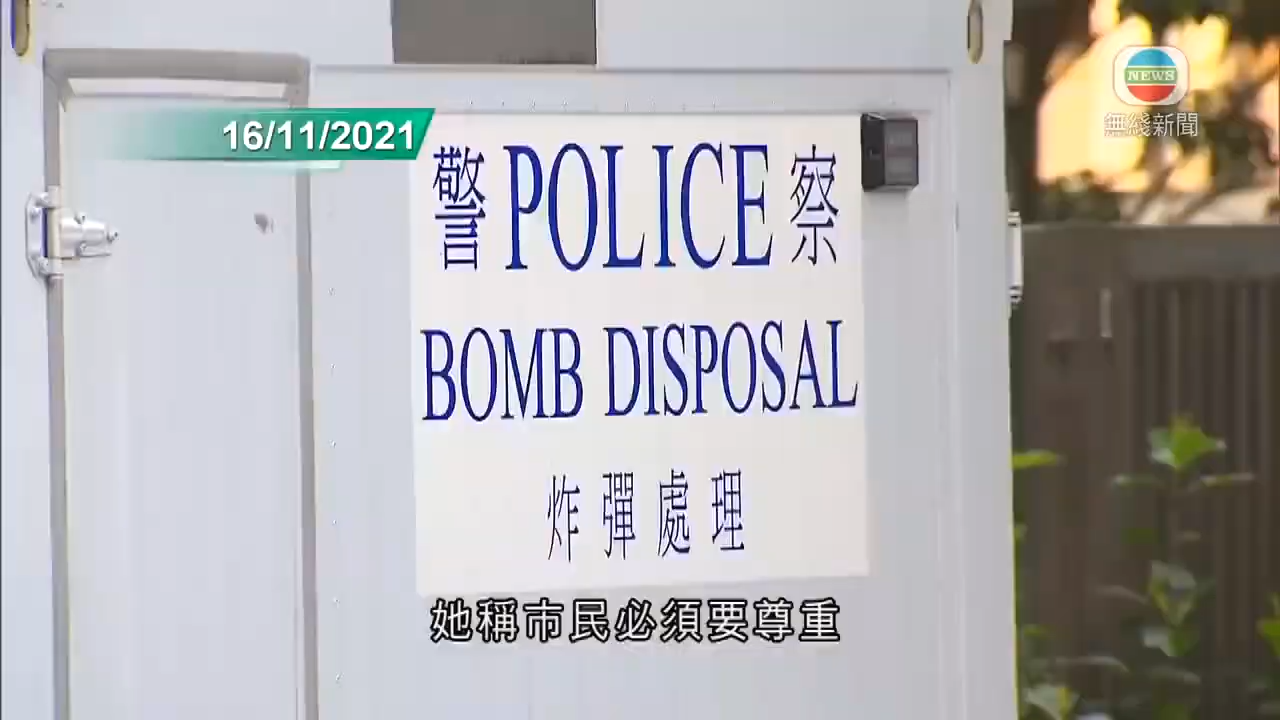 16/11/2021
NEWS
無綫新聞
警 POLICE 察
BOMB DISPOSAL
炸彈處理
她稱市民必須要尊重